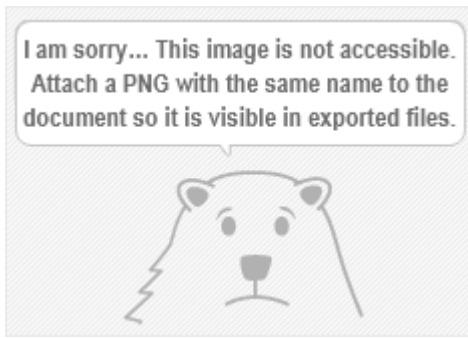 I am sorry... This image is not accessible.
Attach a PNG with the same name to the
document so it is visible in exported files.